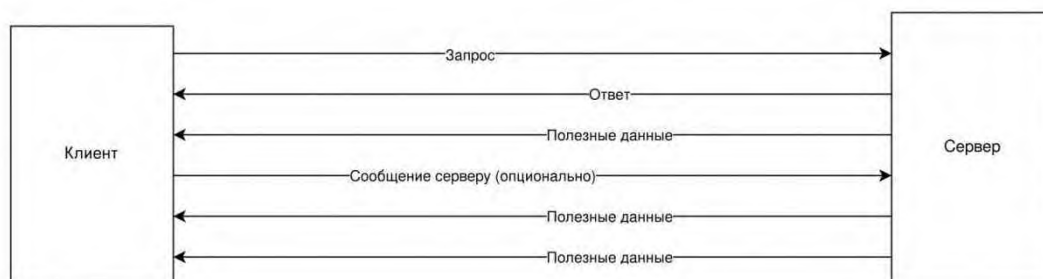 Запрос
Ответ
Полезные данные
Клиент
Сервер
Сообщение серверу (опционально)
Полезные данные
Полезные данные